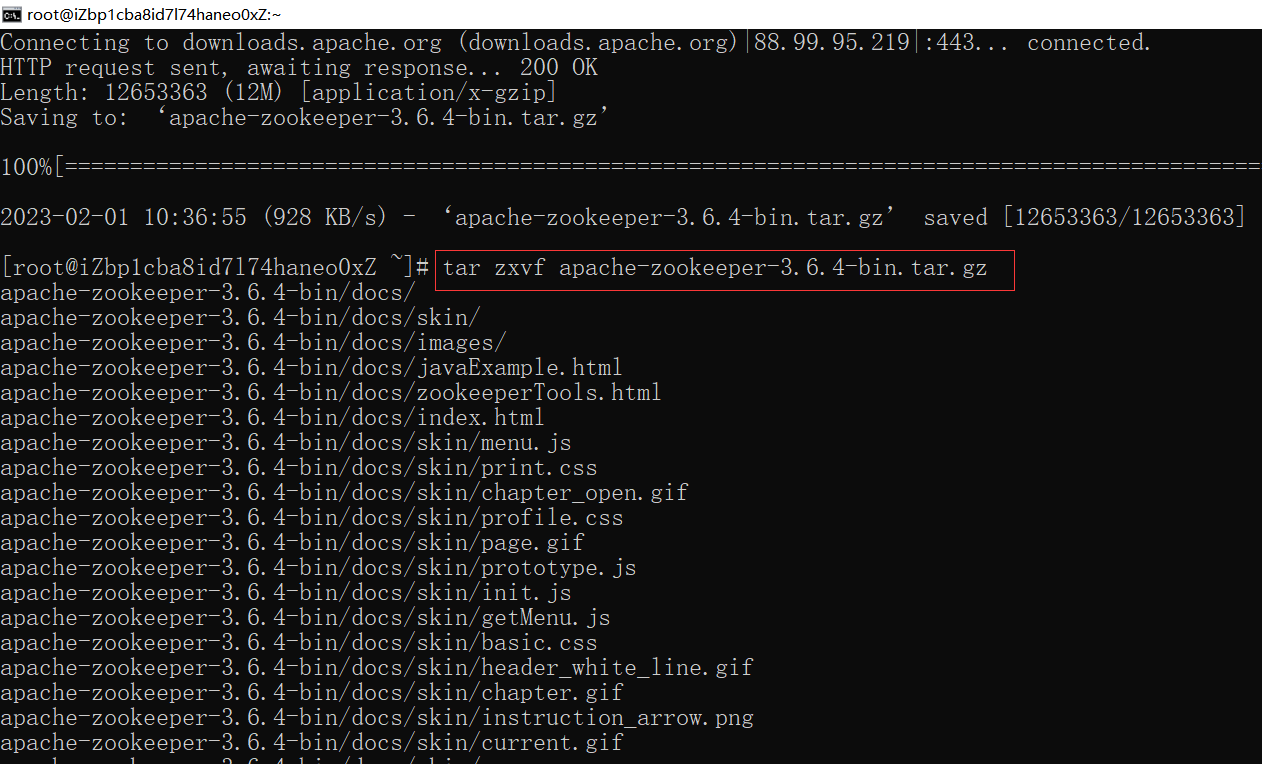 root@iZbp1cba8id7l74haneo0xZ:~
Connecting to downloads.apache.org (downloads.apache.org)|88.99.95.219|:443... connected.
HTTP request sent, awaiting response... 200 OK
Length: 12653363 (12M) [application/x-gzip]
Saving to: ‘apache-zookeeper-3.6.4-bin.tar.gz’
100%[============================================================================================
2023-02-01 10:36:55 (928 KB/s) - ‘apache-zookeeper-3.6.4-bin.tar.gz’ saved [12653363/12653363]
[root@iZbp1cba8id7l74haneo0xZ ~]# tar zxvf apache-zookeeper-3.6.4-bin.tar.gz
apache-zookeeper-3.6.4-bin/docs/
apache-zookeeper-3.6.4-bin/docs/skin/
apache-zookeeper-3.6.4-bin/docs/images/
apache-zookeeper-3.6.4-bin/docs/javaExample.html
apache-zookeeper-3.6.4-bin/docs/zookeeperTools.html
apache-zookeeper-3.6.4-bin/docs/index.html
apache-zookeeper-3.6.4-bin/docs/skin/menu.js
apache-zookeeper-3.6.4-bin/docs/skin/print.css
apache-zookeeper-3.6.4-bin/docs/skin/chapter_open.gif
apache-zookeeper-3.6.4-bin/docs/skin/profile.css
apache-zookeeper-3.6.4-bin/docs/skin/page.gif
apache-zookeeper-3.6.4-bin/docs/skin/prototype.js
apache-zookeeper-3.6.4-bin/docs/skin/init.js
apache-zookeeper-3.6.4-bin/docs/skin/getMenu.js
apache-zookeeper-3.6.4-bin/docs/skin/basic.css
apache-zookeeper-3.6.4-bin/docs/skin/header_white_line.gif
apache-zookeeper-3.6.4-bin/docs/skin/chapter.gif
apache-zookeeper-3.6.4-bin/docs/skin/instruction_arrow.png
apache-zookeeper-3.6.4-bin/docs/skin/current.gif